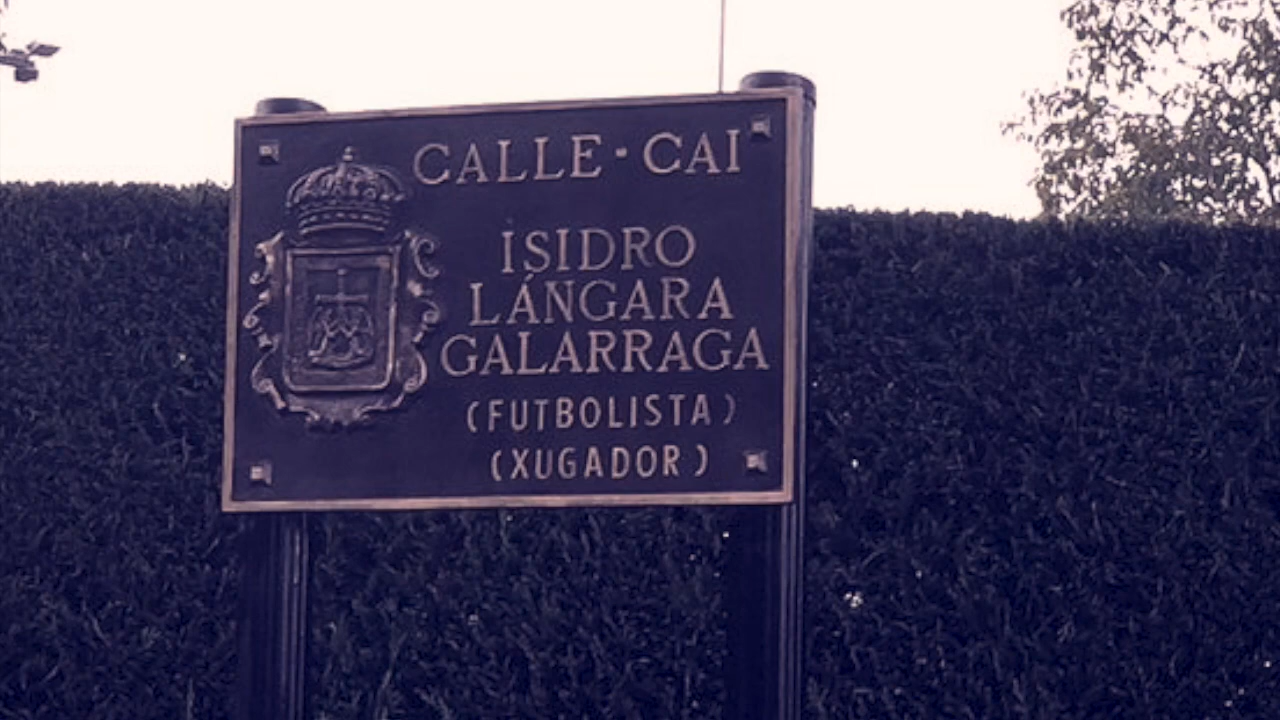 CALLE-CAI
ISIDRO
LÁNGARA
GALARRAGA
(FUTBOLISTA)
(XUGADOR)